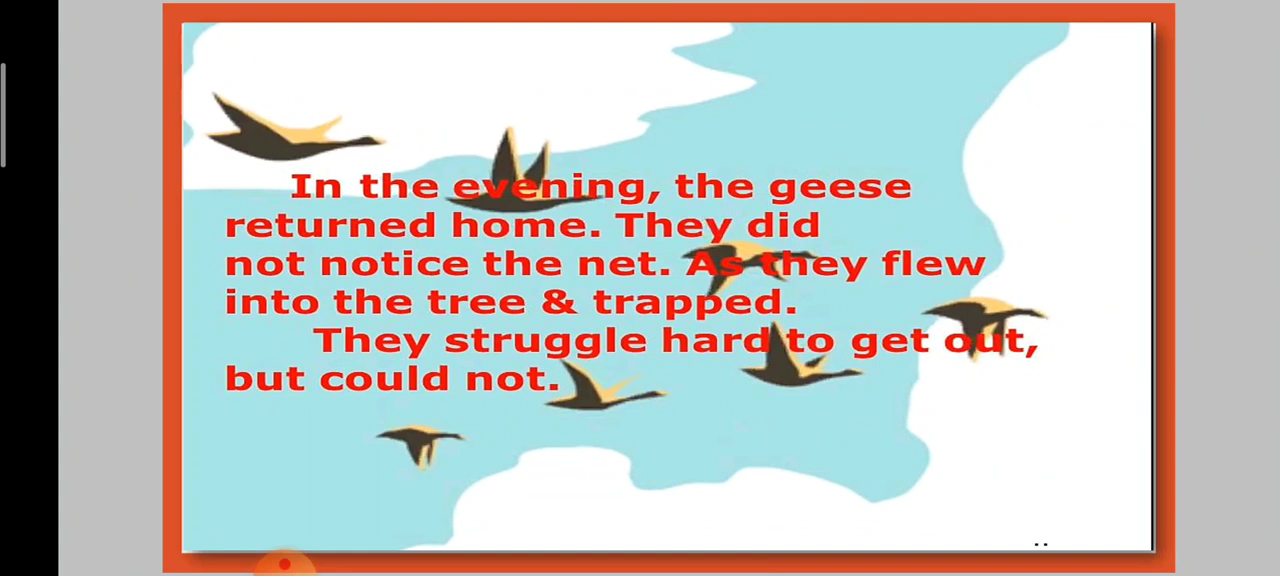 In the evening, the geese
returned home. They did
not notice the net. As they flew
into the tree & trapped.
They struggle hard to get out,
but could not.